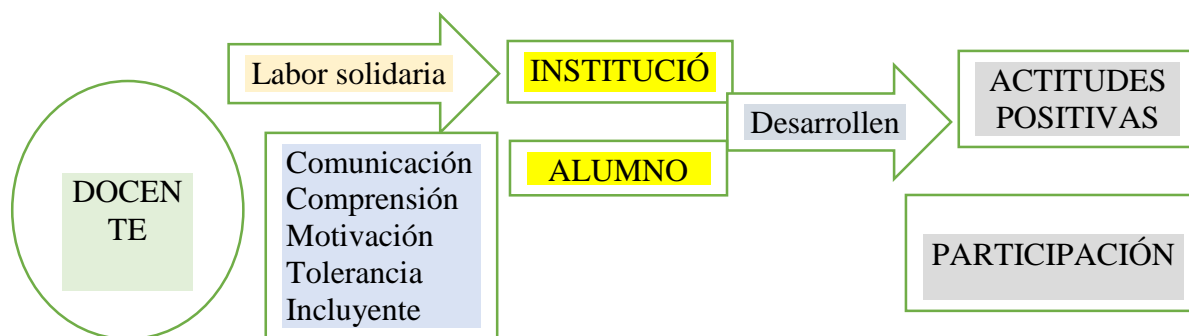 DOCEN
TE
Labor solidaria
Comunicación
Comprensión
Motivación
Tolerancia
Incluyente
INSTITUCIÓ
ALUMNO
Desarrollen
ACTITUDES
POSITIVAS
PARTICIPACIÓN